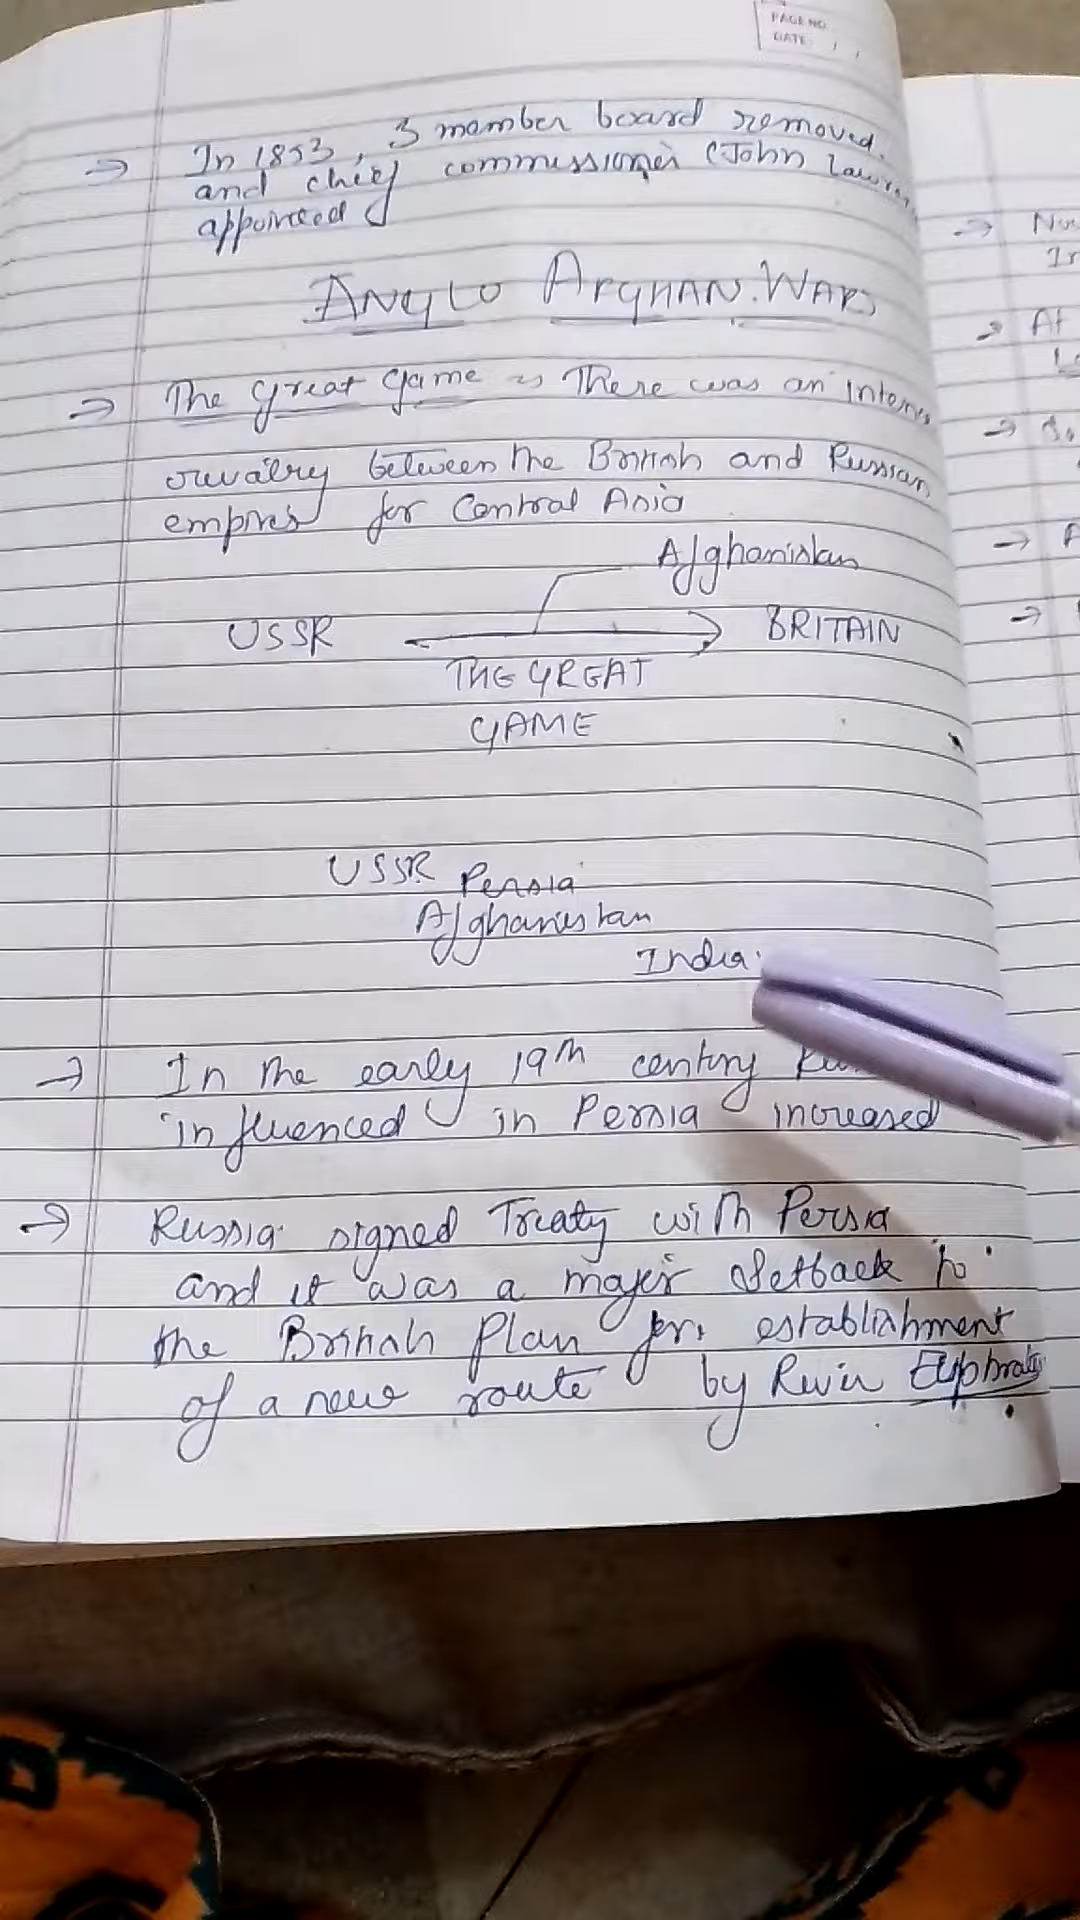 PAGE NO
DATE / /
→ In 1853, 3 member board removed
and chief commissioner (John
appointed
ANGLO AFGHAN WARS
→ The Great Game → There was an intense
rivalry between the British and Russian
empires for Central Asia
Afghanistan
USSR BRITAIN
THE GREAT
GAME
USSR Persia
Afghanistan
India
→ In the early 19th century
influenced in Persia increased
→ Russia signed Treaty with Persia
and it was a major setback to
the British Plan for establishment
of a new route by River Euphrates
→
In
→ At
→
→
→